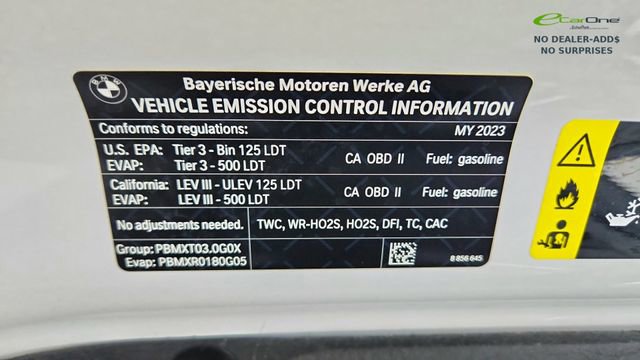 eCarOne
NO DEALER-ADD$
NO SURPRISES
BMW
Bayerische Motoren Werke AG
VEHICLE EMISSION CONTROL INFORMATION
Conforms to regulations: MY 2023
U.S. EPA: Tier 3 - Bin 125 LDT CA OBD II Fuel: gasoline
EVAP: Tier 3 - 500 LDT
California: LEV III - ULEV 125 LDT CA OBD II Fuel: gasoline
EVAP: LEV III - 500 LDT
No adjustments needed. TWC, WR-HO2S, HO2S, DFI, TC, CAC
Group: PBMXT03.0G0X
Evap: PBMXR0180G05
8 856 645